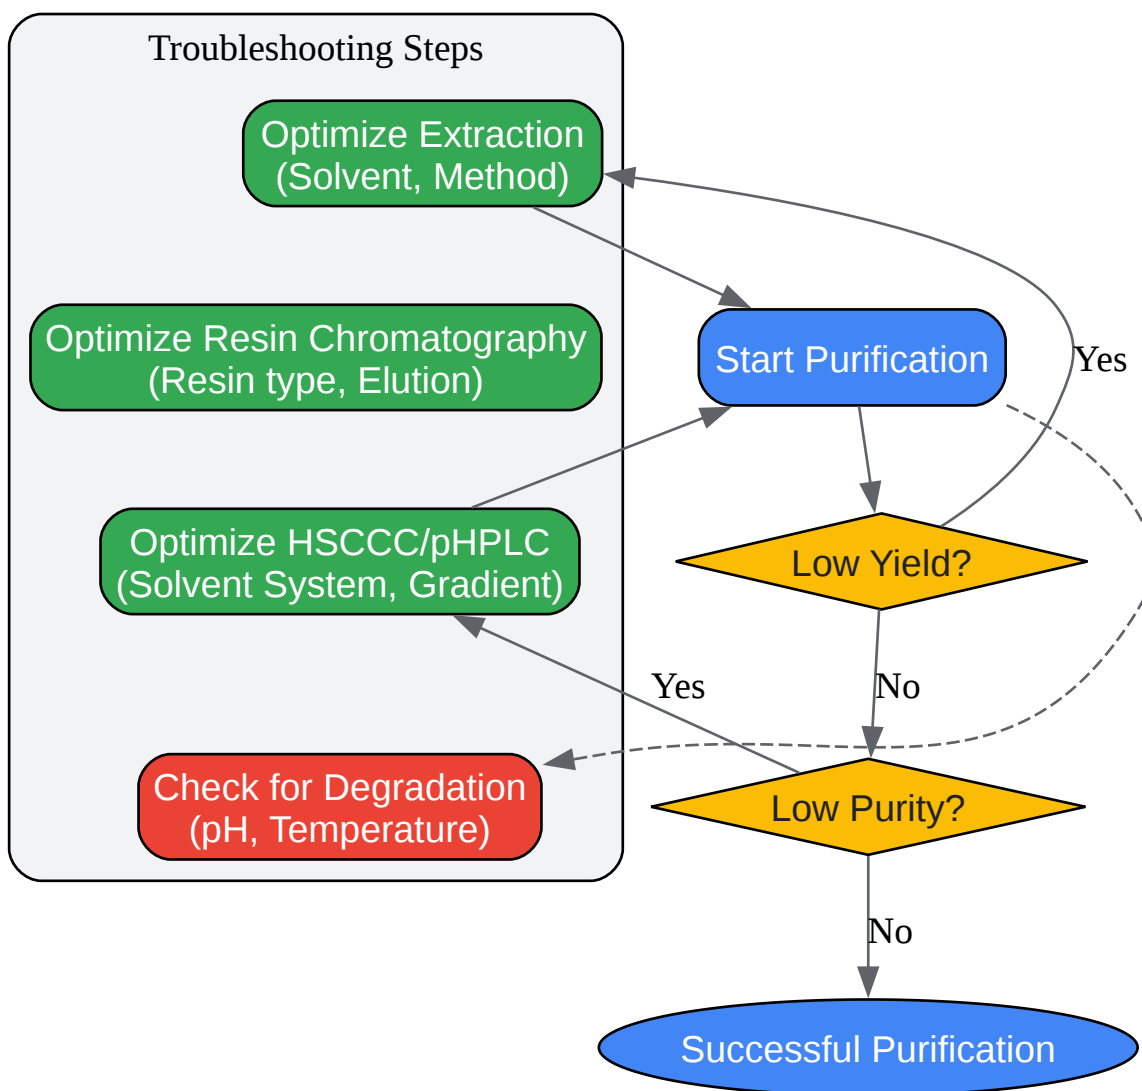 Troubleshooting Steps
Optimize Extraction
(Solvent, Method)
Optimize Resin Chromatography
(Resin type, Elution)
Start Purification
Yes
Optimize HSCCC/pHPLC
(Solvent System, Gradient)
Low Yield?
Yes
No
Check for Degradation
(pH, Temperature)
Low Purity?
No
Successful Purification